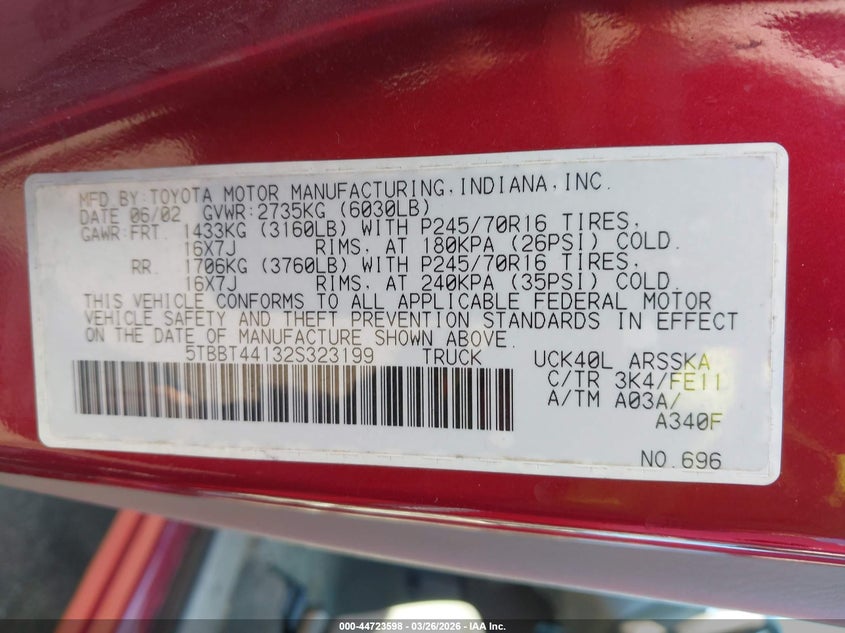 MFD BY:TOYOTA MOTOR MANUFACTURING,INDIANA,INC.
DATE 06/02 GVWR:2735KG (6030LB)
GAWR:FRT. 1433KG (3160LB) WITH P245/70R16 TIRES,
16X7J RIMS, AT 180KPA (26PSI) COLD.
RR. 1706KG (3760LB) WITH P245/70R16 TIRES,
16X7J RIMS, AT 240KPA (35PSI) COLD.
THIS VEHICLE CONFORMS TO ALL APPLICABLE FEDERAL MOTOR
VEHICLE SAFETY AND THEFT PREVENTION STANDARDS IN EFFECT
ON THE DATE OF MANUFACTURE SHOWN ABOVE.
5TBBT44132S323199 TRUCK UCK40L ARSSKA
C/TR 3K4/FE11
A/TM A03A/
A340F
NO.696
000-44723598 - 03/26/2026 - IAA Inc.